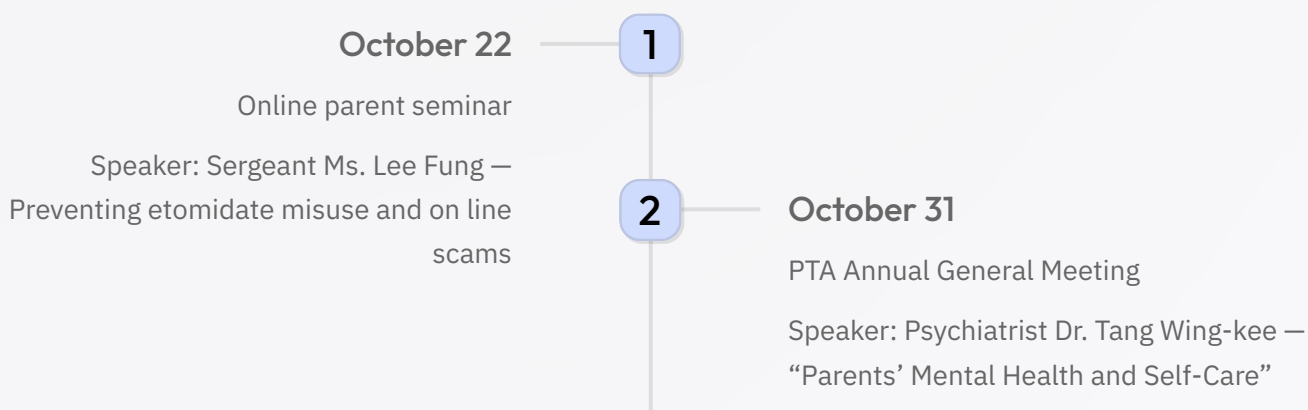 October 22
1
Online parent seminar
Speaker: Sergeant Ms. Lee Fung —
Preventing etomidate misuse and on line
scams
2
October 31
PTA Annual General Meeting
Speaker: Psychiatrist Dr. Tang Wing-kee —
“Parents’ Mental Health and Self-Care”